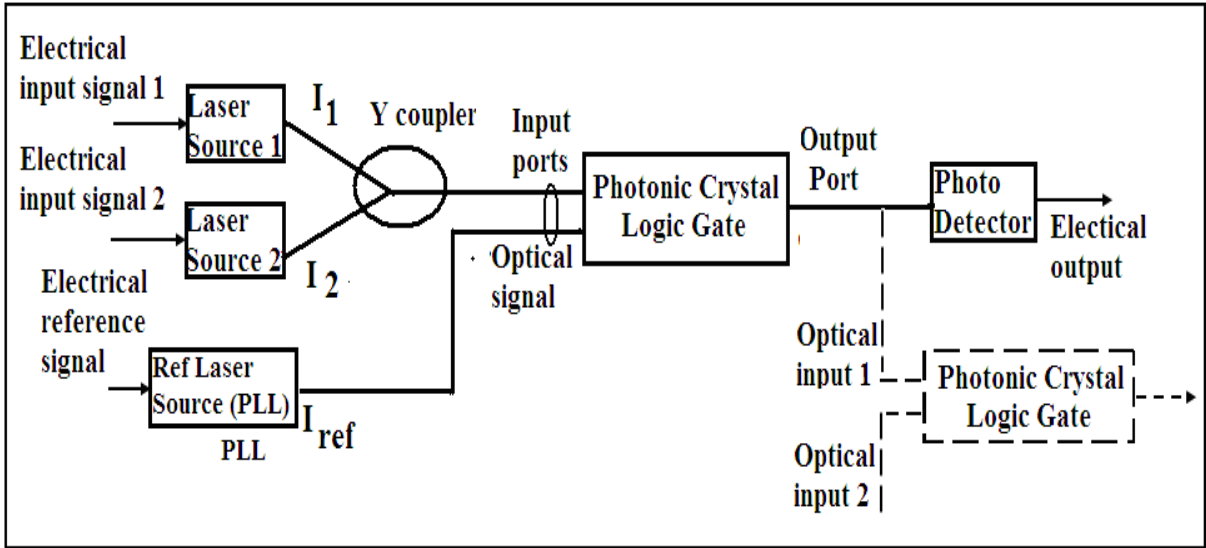 Electrical
input signal 1
Laser
Source 1
I1
Y coupler
Input
ports
Output
Port
Photonic Crystal
Logic Gate
Photo
Detector
Electical
output
Electrical
input signal 2
Laser
Source 2
I2
Optical
signal
Electrical
reference
signal
Ref Laser
Source (PLL)
PLL
Iref
Optical
input 1
Photonic Crystal
Logic Gate
Optical
input 2